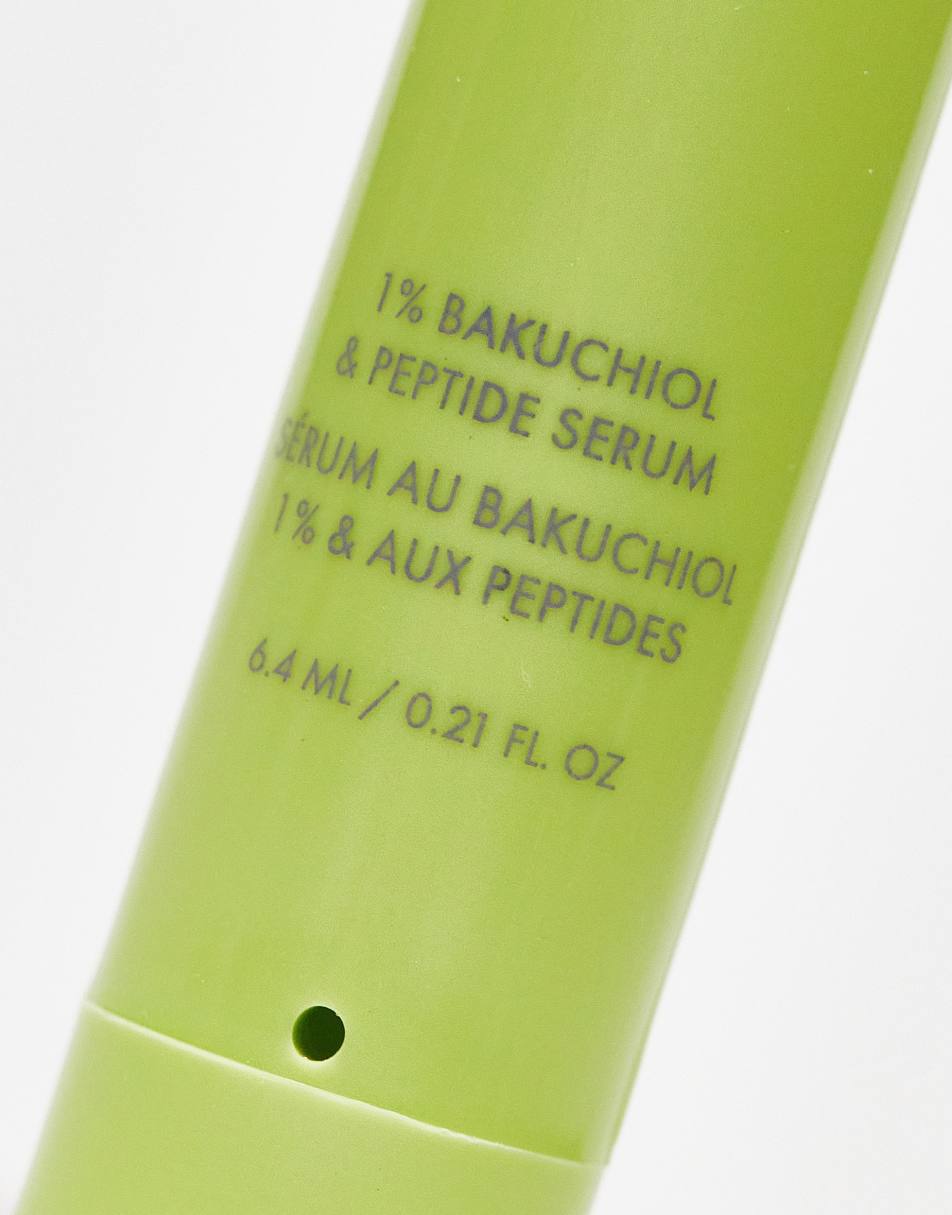 1% BAKUCHIOL
& PEPTIDE SERUM
SÉRUM AU BAKUCHIOL
1% & AUX PEPTIDES
6.4 ML / 0.21 FL. OZ